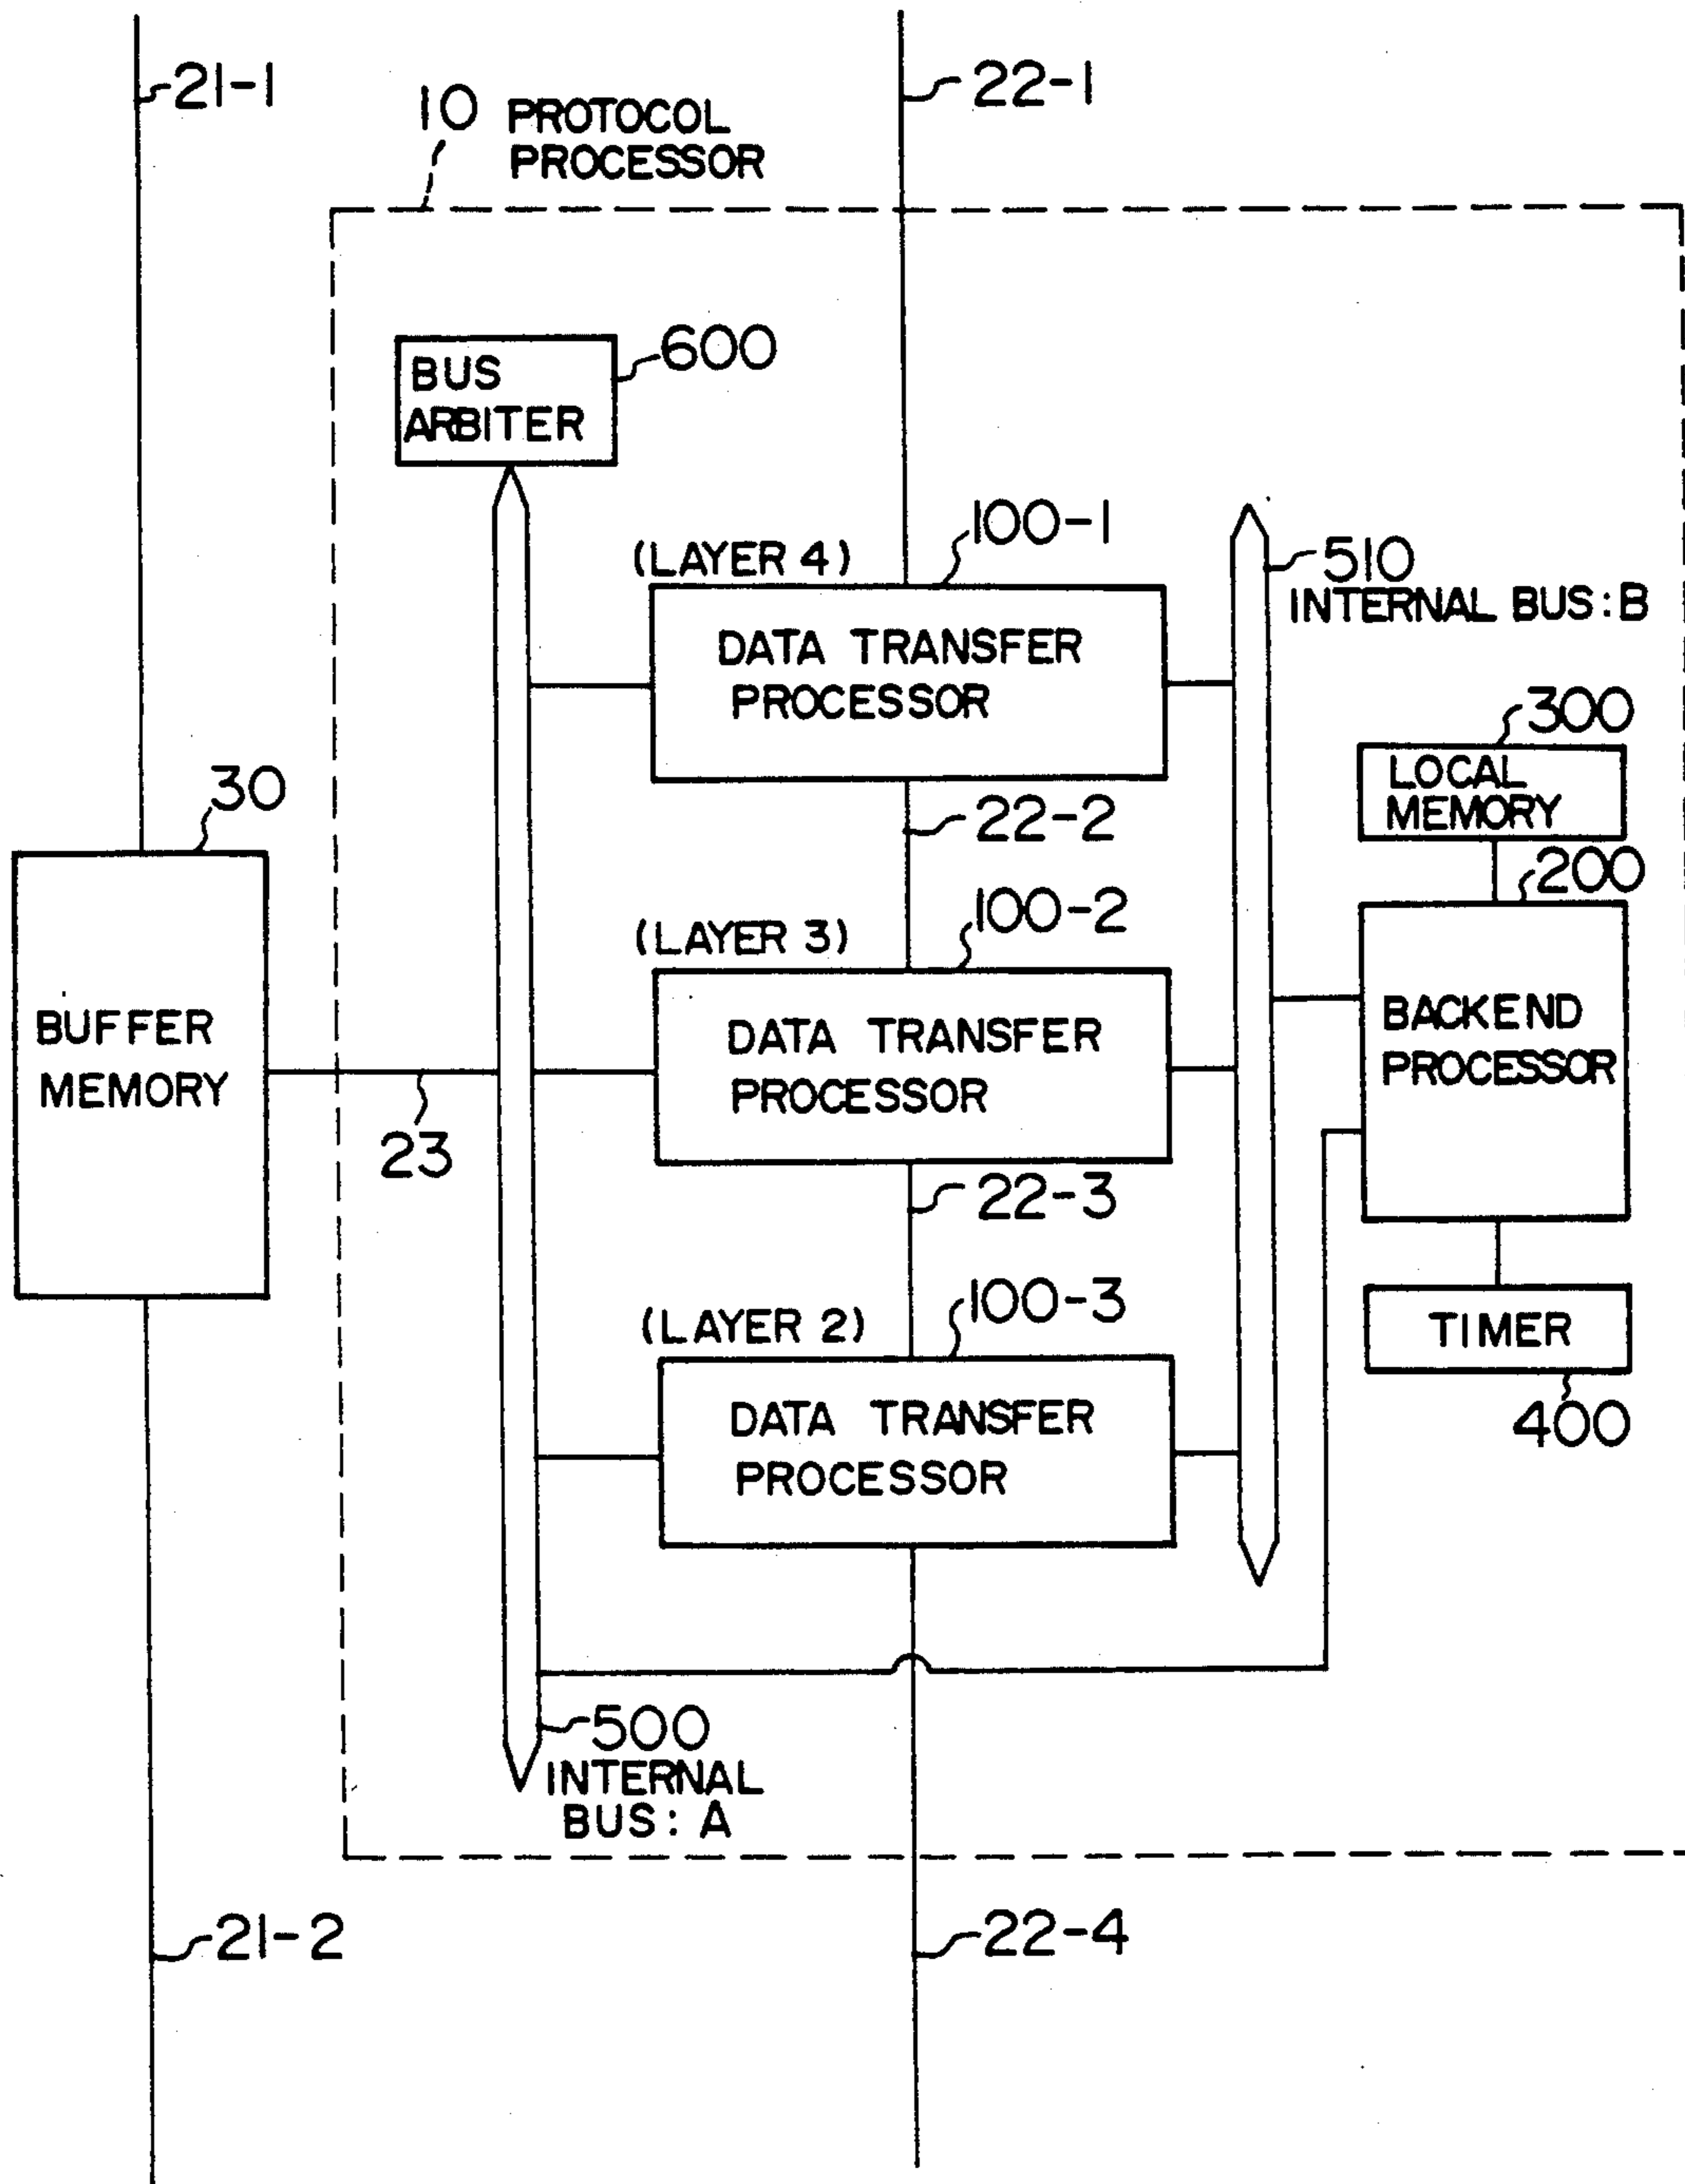 21-1
22-1
10 PROTOCOL
PROCESSOR
BUS
ARBITER
600
100-1
(LAYER 4)
510
INTERNAL BUS:B
DATA TRANSFER
PROCESSOR
300
LOCAL
MEMORY
30
22-2
200
100-2
(LAYER 3)
BUFFER
MEMORY
DATA TRANSFER
PROCESSOR
BACKEND
PROCESSOR
23
22-3
100-3
(LAYER 2)
TIMER
DATA TRANSFER
PROCESSOR
400
500
INTERNAL
BUS: A
21-2
22-4